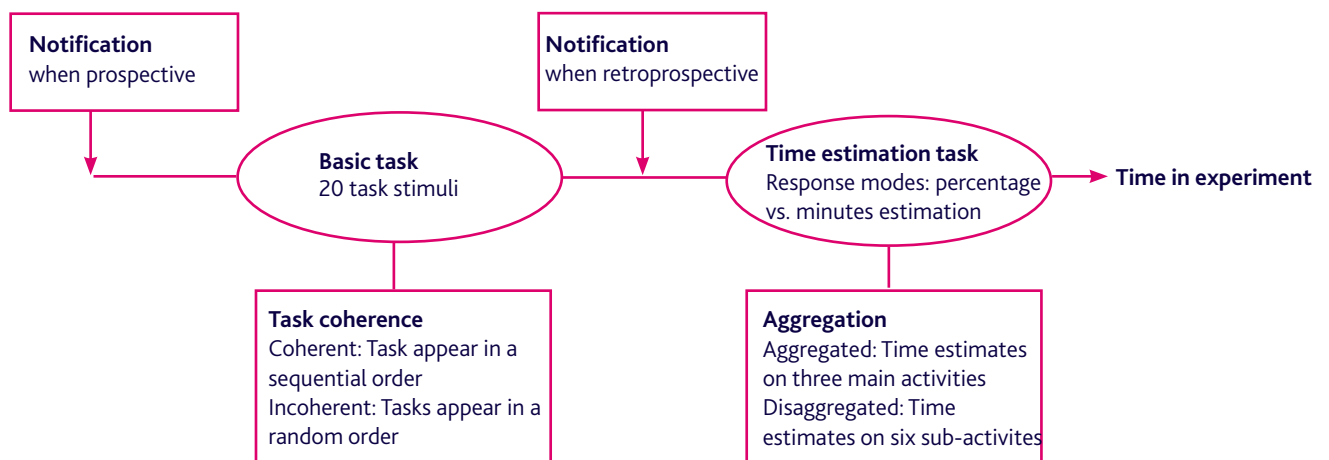 Notification
when prospective
Notification
when retroprospective
Basic task
20 task stimuli
Time estimation task
Response modes: percentage
vs. minutes estimation
Time in experiment
Task coherence
Coherent: Task appear in a
sequential order
Incoherent: Tasks appear in a
random order
Aggregation
Aggregated: Time estimates
on three main activities
Disaggregated: Time
estimates on six sub-activites